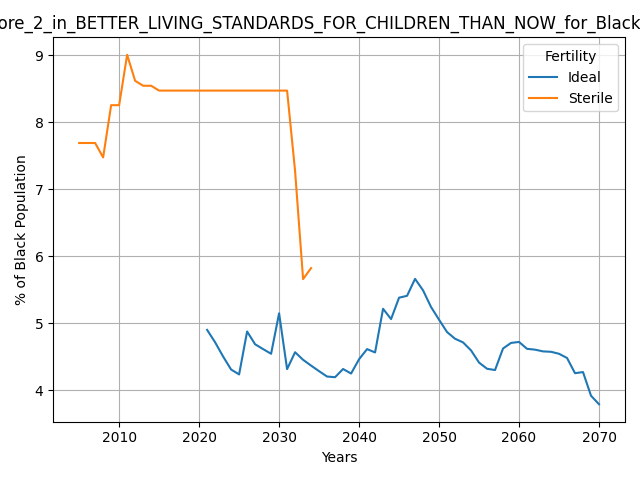 ore_2_in_BETTER_LIVING_STANDARDS_FOR_CHILDREN_THAN_NOW_for_Black
9
8
7
6
5
4
% of Black Population
Fertility
Ideal
Sterile
2010 2020 2030 2040 2050 2060 2070
Years